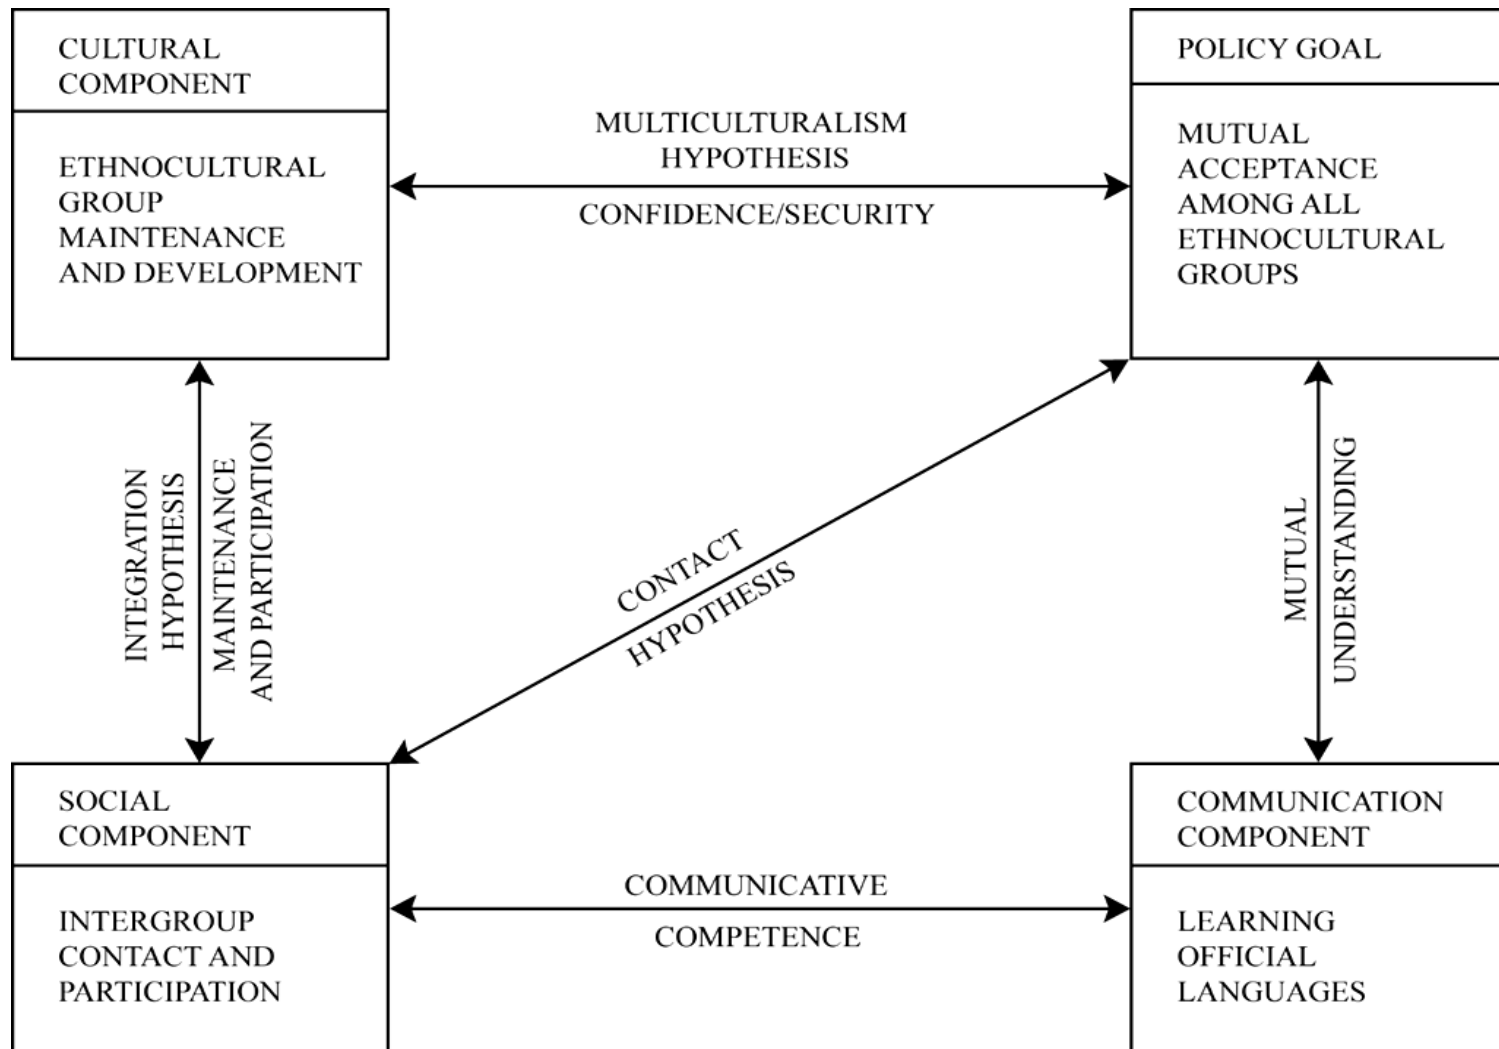 CULTURAL
COMPONENT
ETHNOCULTURAL
GROUP
MAINTENANCE
AND DEVELOPMENT
MULTICULTURALISM
HYPOTHESIS
CONFIDENCE/SECURITY
POLICY GOAL
MUTUAL
ACCEPTANCE
AMONG ALL
ETHNOCULTURAL
GROUPS
INTEGRATION
HYPOTHESIS
MAINTENANCE
AND PARTICIPATION
CONTACT
HYPOTHESIS
MUTUAL
UNDERSTANDING
SOCIAL
COMPONENT
INTERGROUP
CONTACT AND
PARTICIPATION
COMMUNICATIVE
COMPETENCE
COMMUNICATION
COMPONENT
LEARNING
OFFICIAL
LANGUAGES